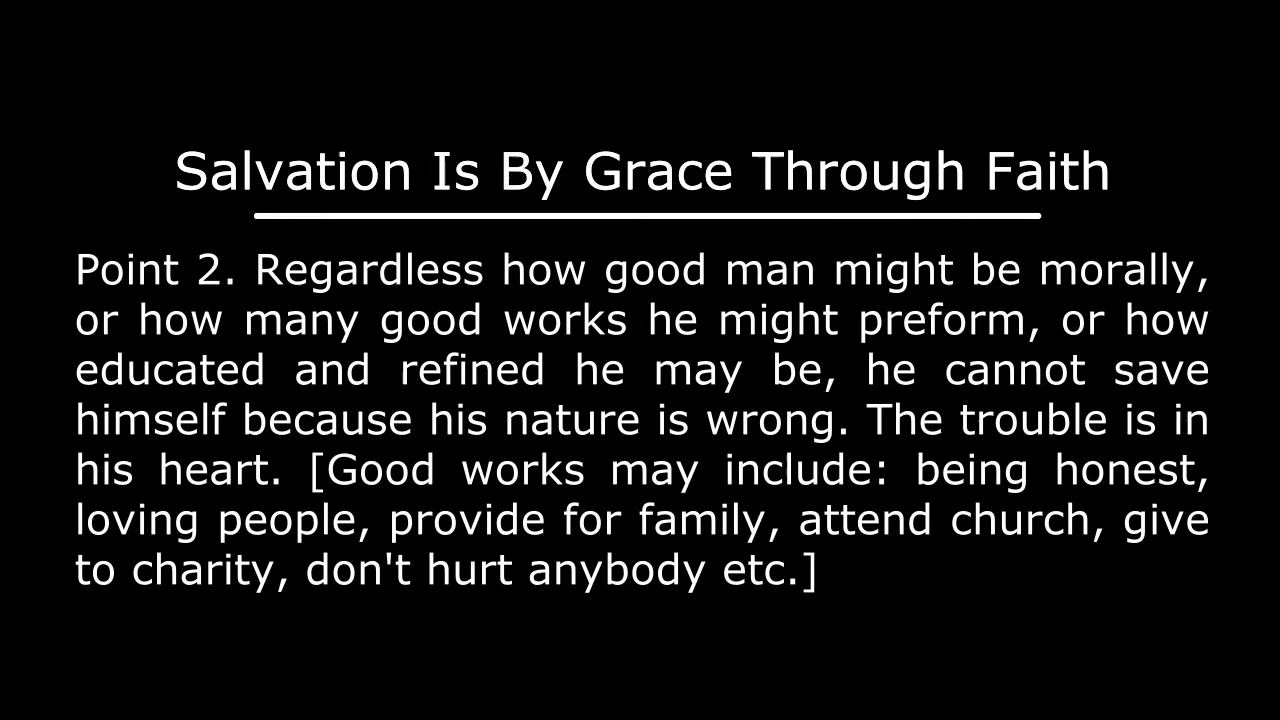 Salvation Is By Grace Through Faith
Point 2. Regardless how good man might be morally,
or how many good works he might preform, or how
educated and refined he may be, he cannot save
himself because his nature is wrong. The trouble is in
his heart. [Good works may include: being honest,
loving people, provide for family, attend church, give
to charity, don't hurt anybody etc.]